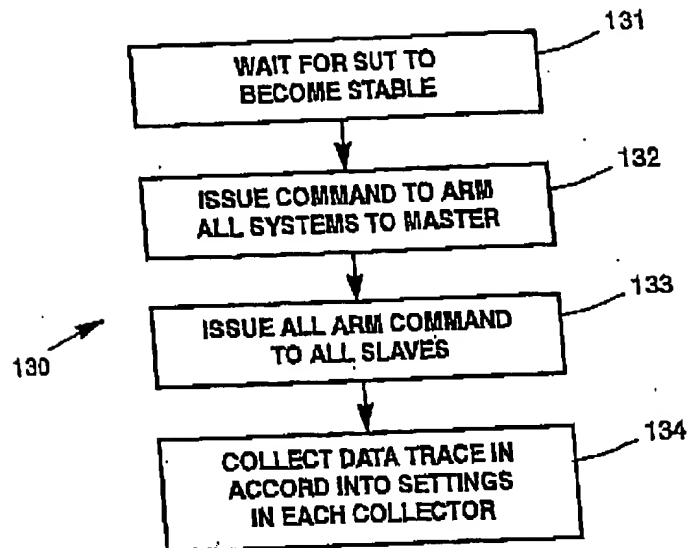 131
WAIT FOR SUT TO
BECOME STABLE
132
ISSUE COMMAND TO ARM
ALL SYSTEMS TO MASTER
133
ISSUE ALL ARM COMMAND
TO ALL SLAVES
130
134
COLLECT DATA TRACE IN
ACCORD INTO SETTINGS
IN EACH COLLECTOR